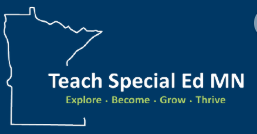 Teach Special Ed MN
Explore · Become · Grow · Thrive